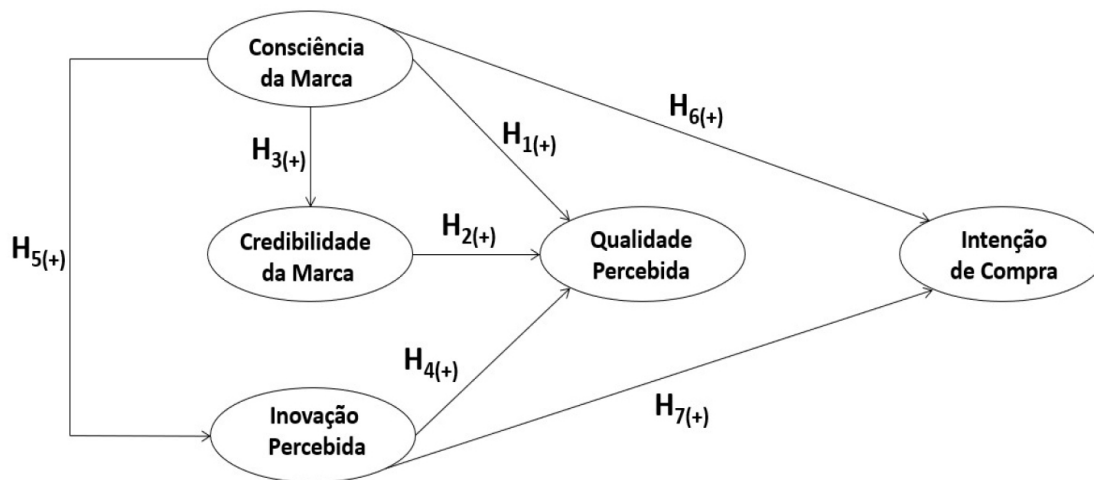 Consciência
da Marca
H6(+)
H1(+)
H3(+)
Credibilidade
da Marca
H2(+)
Qualidade
Percebida
Intenção
de Compra
H5(+)
H4(+)
Inovação
Percebida
H7(+)